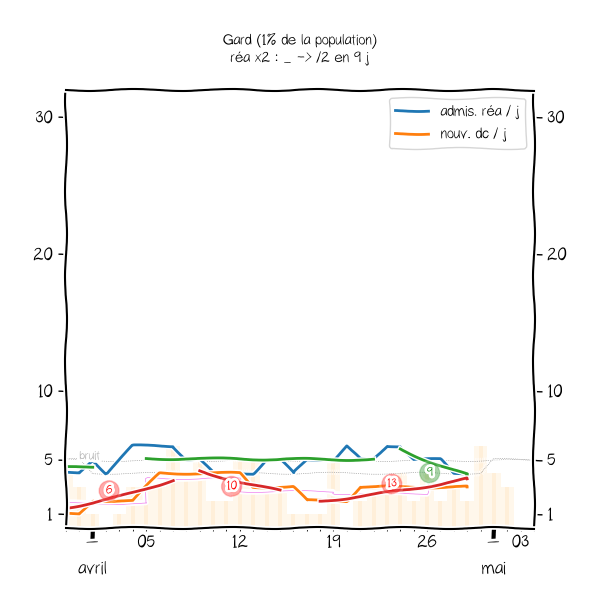 Gard (1% de la population)
réa x2 : _ -> /2 en 9 j
admis. réa / j
nouv. dc / j
30
30
20
20
10
10
bruit
5
5
6
10
13
9
1
1
05
12
19
26
03
avril
mai